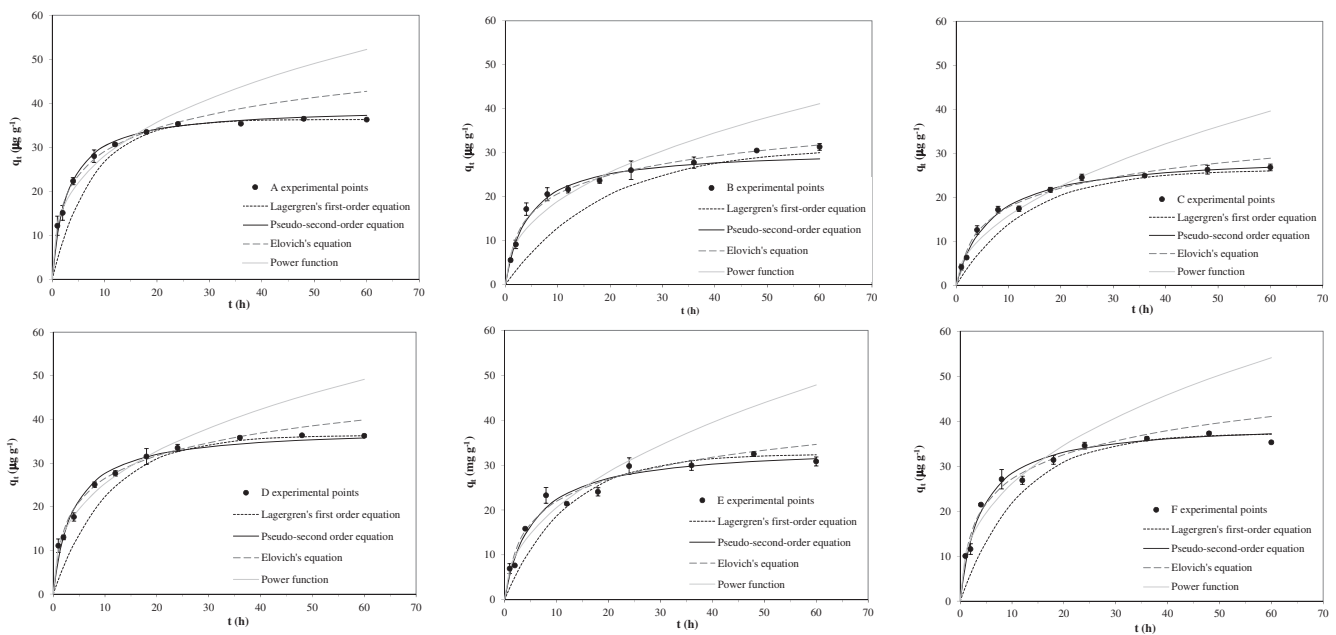 60
50
40
30
20
10
0
q_t (µg g^-1)
A experimental points
Lagergren's first-order equation
Pseudo-second-order equation
Elovich's equation
Power function
0 10 20 30 40 50 60 70
t (h)
60
50
40
30
20
10
0
q_t (µg g^-1)
B experimental points
Lagergren's first-order equation
Pseudo-second-order equation
Elovich's equation
Power function
0 10 20 30 40 50 60 70
t (h)
60
50
40
30
20
10
0
q_t (µg g^-1)
C experimental points
Lagergren's first order equation
Pseudo-second order equation
Elovich's equation
Power function
0 10 20 30 40 50 60 70
t (h)
60
50
40
30
20
10
0
q_t (µg g^-1)
D experimental points
Lagergren's first order equation
Pseudo-second order equation
Elovich's equation
Power function
0 10 20 30 40 50 60 70
t (h)
60
50
40
30
20
10
0
q_t (mg g^-1)
E experimental points
Lagergren's first-order equation
Pseudo-second-order equation
Elovich's equation
Power function
0 10 20 30 40 50 60 70
t (h)
60
50
40
30
20
10
0
q_t (µg g^-1)
F experimental points
Lagergren's first-order equation
Pseudo-second-order equation
Elovich's equation
Power function
0 10 20 30 40 50 60 70
t (h)